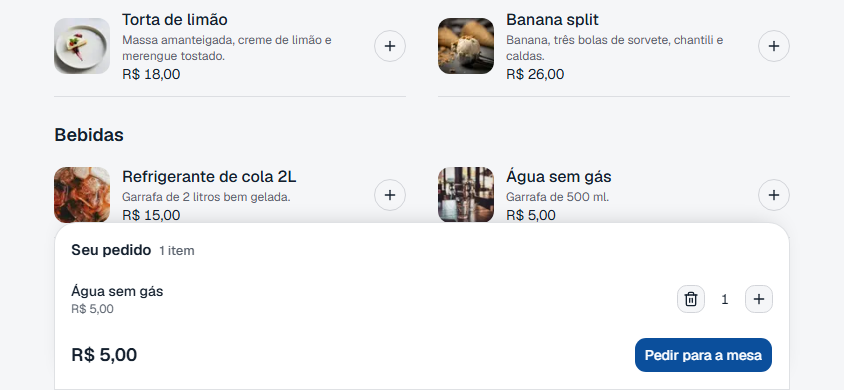 Torta de limão
Massa amanteigada, creme de limão e
merengue tostado.
R$ 18,00
Banana split
Banana, três bolas de sorvete, chantili e
caldas.
R$ 26,00
Bebidas
Refrigerante de cola 2L
Garrafa de 2 litros bem gelada.
R$ 15,00
Água sem gás
Garrafa de 500 ml.
R$ 5,00
Seu pedido 1 item
Água sem gás
R$ 5,00
1
R$ 5,00
Pedir para a mesa